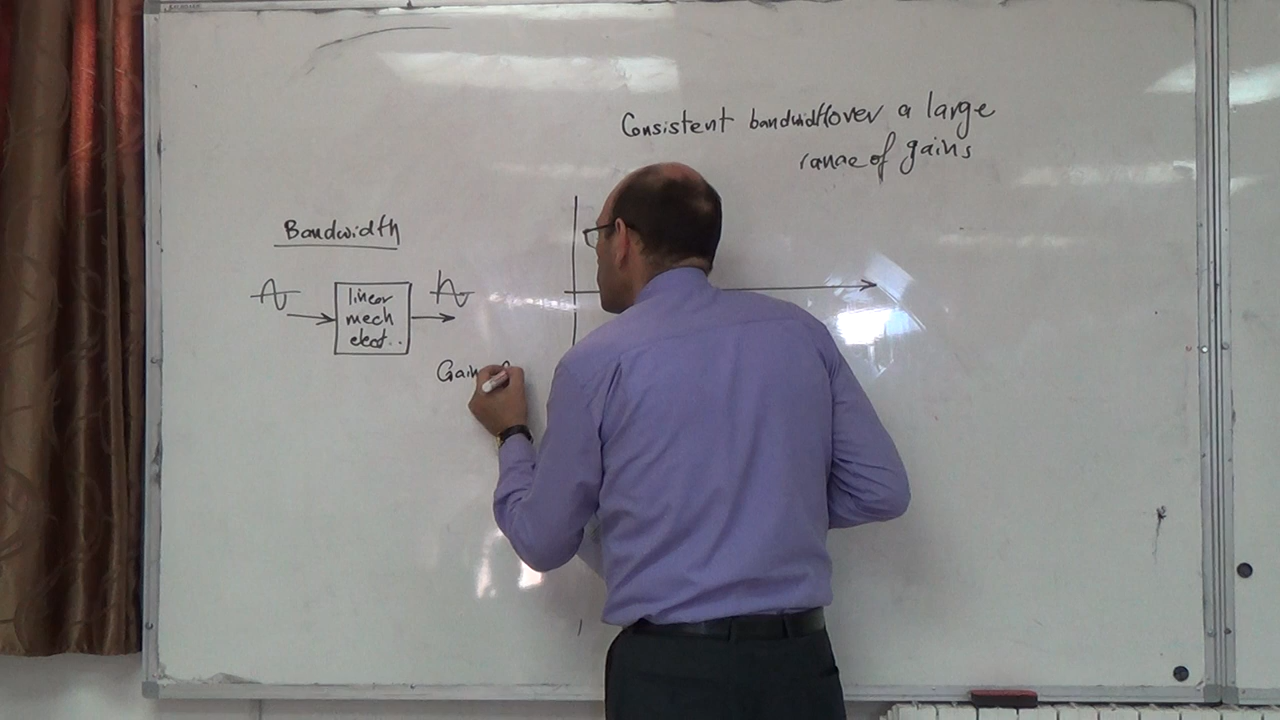 Consistent bandwidth over a large
range of gains
Bandwidth
linear
mech
elect..
Gain